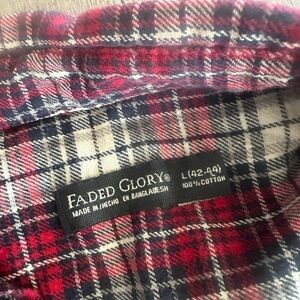 FADED GLORY®
MADE IN/HECHO EN BANGLADESH
L (42-44)
100% COTTON